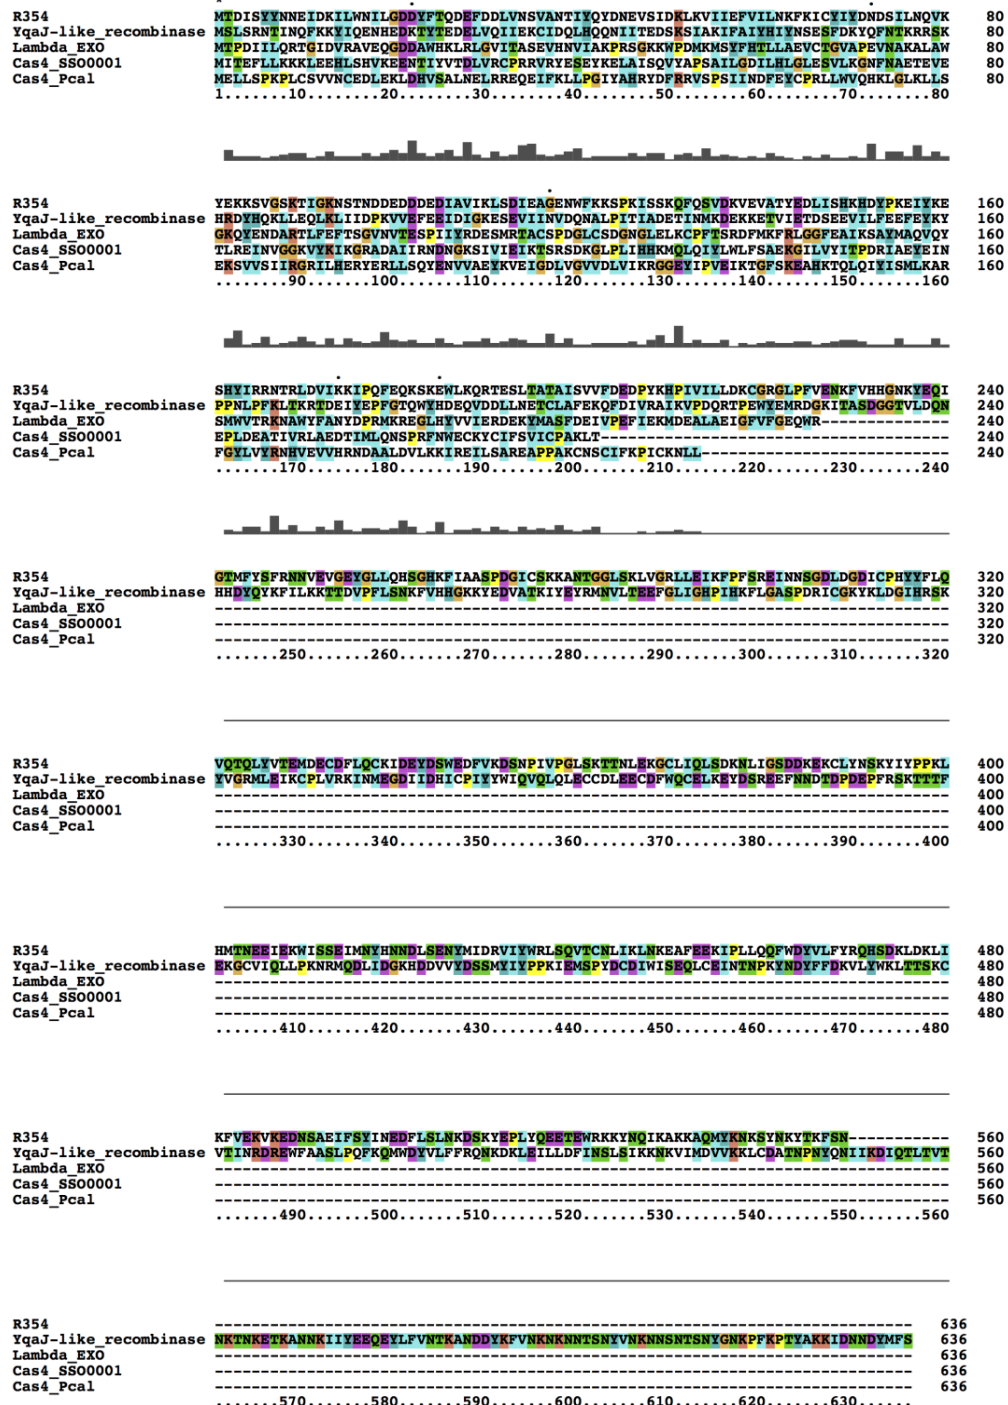 R354 MTDISYYNNEIDKILWNILGDDYFTQDEFDDLVNSVANTIYQYDNEVSIDKLKVIIEFVILNKFKICYIYDNDSILNQVK 80
YqaJ-like_recombinase MSLSRNTINQFKKYIQENHEDKTYTEDELVQIIEKCIDQLHQQNIITEDSKIAKIFAIYHIYNSESFDKYQFNTKRRSK 80
Lambda_EXO MTPDIILQRTGIDVRAVEQGDDAWHKLRLGVITASEVHNVIAKPRSGKKWPDMKMSYFHTLLAEVCTGVAPEVNAKALAW 80
Cas4_SSO0001 MITEFLLKKKLEEHLSHVKEENTIYVTDLVRCPRRVRYESEYKELAISQVYAPSAILGDILHLGLESVLKGNFNAETEVE 80
Cas4_Pcal MELLSPKPLCSVVNCEDLEKLDHVSALNELRREQEIFKLLPGIYAHRYDFRRVSPSIINDFEYCPRLLWVQHKLGLKLLS 80
1.......10........20........30........40........50........60........70........80
R354 YEKKSVGSKTIGKNSTNDDEDDDEDIAVIKLSDIEAGENWFKKSPKISSKQFQSVDKVEVATYEDLISHKHDYPKEIYKE 160
YqaJ-like_recombinase HRDYHQKLLEQLKLIIDPKVVEFEEIDIGKESEVIINVDQNALPITIADETINMKDEKKETVIETDSEEVILFEEFEYKY 160
Lambda_EXO GKQYENDARTLFEFTSGVNVTESPIIYRDESMRTACSPDGLCSDGNGLELKCPFTSRDFMKFRLGGFEAIKSAYMAQVQY 160
Cas4_SSO0001 TLREINVGGKVYKIKGRADAIIRNDNGKSIVIEIKTSRSDKGLPLIHHKMQLQIYLWLFSAEKGILVYITPDRIAEYEIN 160
Cas4_Pcal EKSVVSIIRGRILHERYERLLSQYENVVAEYKVEIGDLVGVVDLVIKRGGEYIPVEIKTGFSKEAHKTQLQIYISMLKAR 160
........90........100.......110.......120.......130.......140.......150.......160
R354 SHYIRRNTRLDVIKKIPQFEQKSKEWLKQRTESLTATAISVVFDEDPYKHPIVILLDKCGRGLPFVENKFVHHGNKYEQI 240
YqaJ-like_recombinase PPNLPFKLTKRTDEIYEPFGTQWYHDEQVDDLLNETCLAFEKQFDIVRAIKVPDQRTPEWYEMRDGKITASDGGTVLDQN 240
Lambda_EXO SMWVTRKNAWYFANYDPRMKREGLHYVVIERDEKYMASFDEIVPEFIEKMDEALAEIGFVFGEQWR-------------- 240
Cas4_SSO0001 EPLDEATIVRLAEDTIMLQNSPRFNWECKYCIFSVICPAKLT-------------------------------------- 240
Cas4_Pcal FGYLVYRNHVEVVHRNDAALDVLKKIREILSAREAPPAKCNSCIFKPICKNLL--------------------------- 240
........170.......180.......190.......200.......210.......220.......230.......240
R354 GTMFYSFRNNVEVGEYGLLQHSGHKFIAASPDGICSKKANTGGLSKLVGRLLEIKFPFSREINNSGDLDGDICPHYYFLQ 320
YqaJ-like_recombinase HHDYQYKFILKKTTDVPFLSNKFVHHGKKYEDVATKIYEYRMNVLTEEFGLIGHPIHKFLGASPDRICGKYKLDGIHRSK 320
Lambda_EXO -------------------------------------------------------------------------------- 320
Cas4_SSO0001 -------------------------------------------------------------------------------- 320
Cas4_Pcal -------------------------------------------------------------------------------- 320
........250.......260.......270.......280.......290.......300.......310.......320
R354 VQTQLYVTEMDECDFLQCKIDEYDSWEDFVKDSNPIVPGLSKTTNLEKGCLIQLSDKNLIGSDDKEKCLYNSKYIYPPKL 400
YqaJ-like_recombinase YVGRMLEIKCPLVRKINMEGDIIDHICPIYYWIQVQLQLECCDLEECDFWQCELKEYDSREEFNNDTDPDEPFRSKTTTF 400
Lambda_EXO -------------------------------------------------------------------------------- 400
Cas4_SSO0001 -------------------------------------------------------------------------------- 400
Cas4_Pcal -------------------------------------------------------------------------------- 400
........330.......340.......350.......360.......370.......380.......390.......400
R354 HMTNEEIEKWISSEIMNYHNNDLSENYMIDRVIYWRLSQVTCNLIKLNKEAFEEKIPLLQQFWDYVLFYRQHSDKLDKLI 480
YqaJ-like_recombinase EKGCVIQLLPKNRMQDLIDGKHDDVVYDSSMYIYPPKIEMSPYDCDIWISEQLCEINTNPKYNDYFFDKVLYWKLTTSKC 480
Lambda_EXO -------------------------------------------------------------------------------- 480
Cas4_SSO0001 -------------------------------------------------------------------------------- 480
Cas4_Pcal -------------------------------------------------------------------------------- 480
........410.......420.......430.......440.......450.......460.......470.......480
R354 KFVEKVKEDNSAEIFSYINEDFLSLNKDSKYEPLYQEETEWRKKYNQIKAKKAQMYKNKSYNKYTKFSN----------- 560
YqaJ-like_recombinase VTINRDREWFAASLPQFKQMWDYVLFFRQNKDKLEILLDFINSLSIKKNKVIMDVVKKLCDATNPNYQNIIKDIQTLTVT 560
Lambda_EXO -------------------------------------------------------------------------------- 560
Cas4_SSO0001 -------------------------------------------------------------------------------- 560
Cas4_Pcal -------------------------------------------------------------------------------- 560
........490.......500.......510.......520.......530.......540.......550.......560
R354 ---------------------------------------------------------------------------- 636
YqaJ-like_recombinase NKTNKETKANNKIIYEEQEYLFVNTKANDDYKFVNKNKNNTSNYVNKNNSNTSNYGNKPFKPTYAKKIDNNDYMFS 636
Lambda_EXO ---------------------------------------------------------------------------- 636
Cas4_SSO0001 ---------------------------------------------------------------------------- 636
Cas4_Pcal ---------------------------------------------------------------------------- 636
........570.......580.......590.......600.......610.......620.......630......